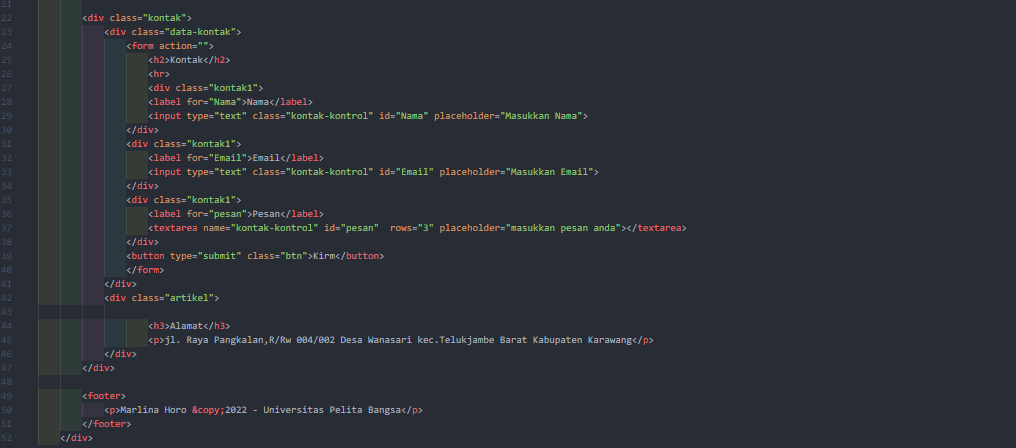 21
22 <div class="kontak">
23 <div class="data-kontak">
24 <form action="">
25 <h2>Kontak</h2>
26 <hr>
27 <div class="kontak1">
28 <label for="Nama">Nama</label>
29 <input type="text" class="kontak-kontrol" id="Nama" placeholder="Masukkan Nama">
30 </div>
31 <div class="kontak1">
32 <label for="Email">Email</label>
33 <input type="text" class="kontak-kontrol" id="Email" placeholder="Masukkan Email">
34 </div>
35 <div class="kontak1">
36 <label for="pesan">Pesan</label>
37 <textarea name="kontak-kontrol" id="pesan"  rows="3" placeholder="masukkan pesan anda"></textarea>
38 </div>
39 <button type="submit" class="btn">Kirm</button>
40 </form>
41 </div>
42 <div class="artikel">
43
44 <h3>Alamat</h3>
45 <p>jl. Raya Pangkalan,R/Rw 004/002 Desa Wanasari kec.Telukjambe Barat Kabupaten Karawang</p>
46 </div>
47 </div>
48
49 <footer>
50 <p>Marlina Horo &copy;2022 - Universitas Pelita Bangsa</p>
51 </footer>
52 </div>